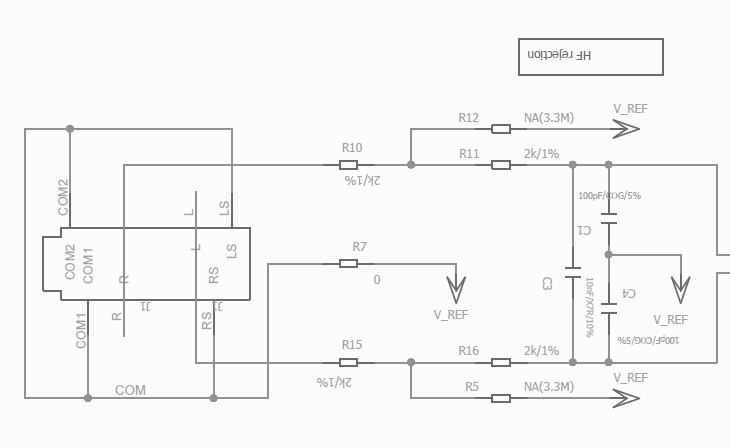 HF rejection
V_REF
R12
NA(3.3M)
R10
R11
2k/1%
2k/1%
COM2
L
LS
100pF/COG/5%
C1
COM2
COM1
R
L
RS
LS
R7
0
C3
10nF/X7R/10%
C4
V_REF
V_REF
COM1
R
J1
RS
J1
R15
R16
2k/1%
100pF/COG/5%
2k/1%
COM
R5
NA(3.3M)
V_REF